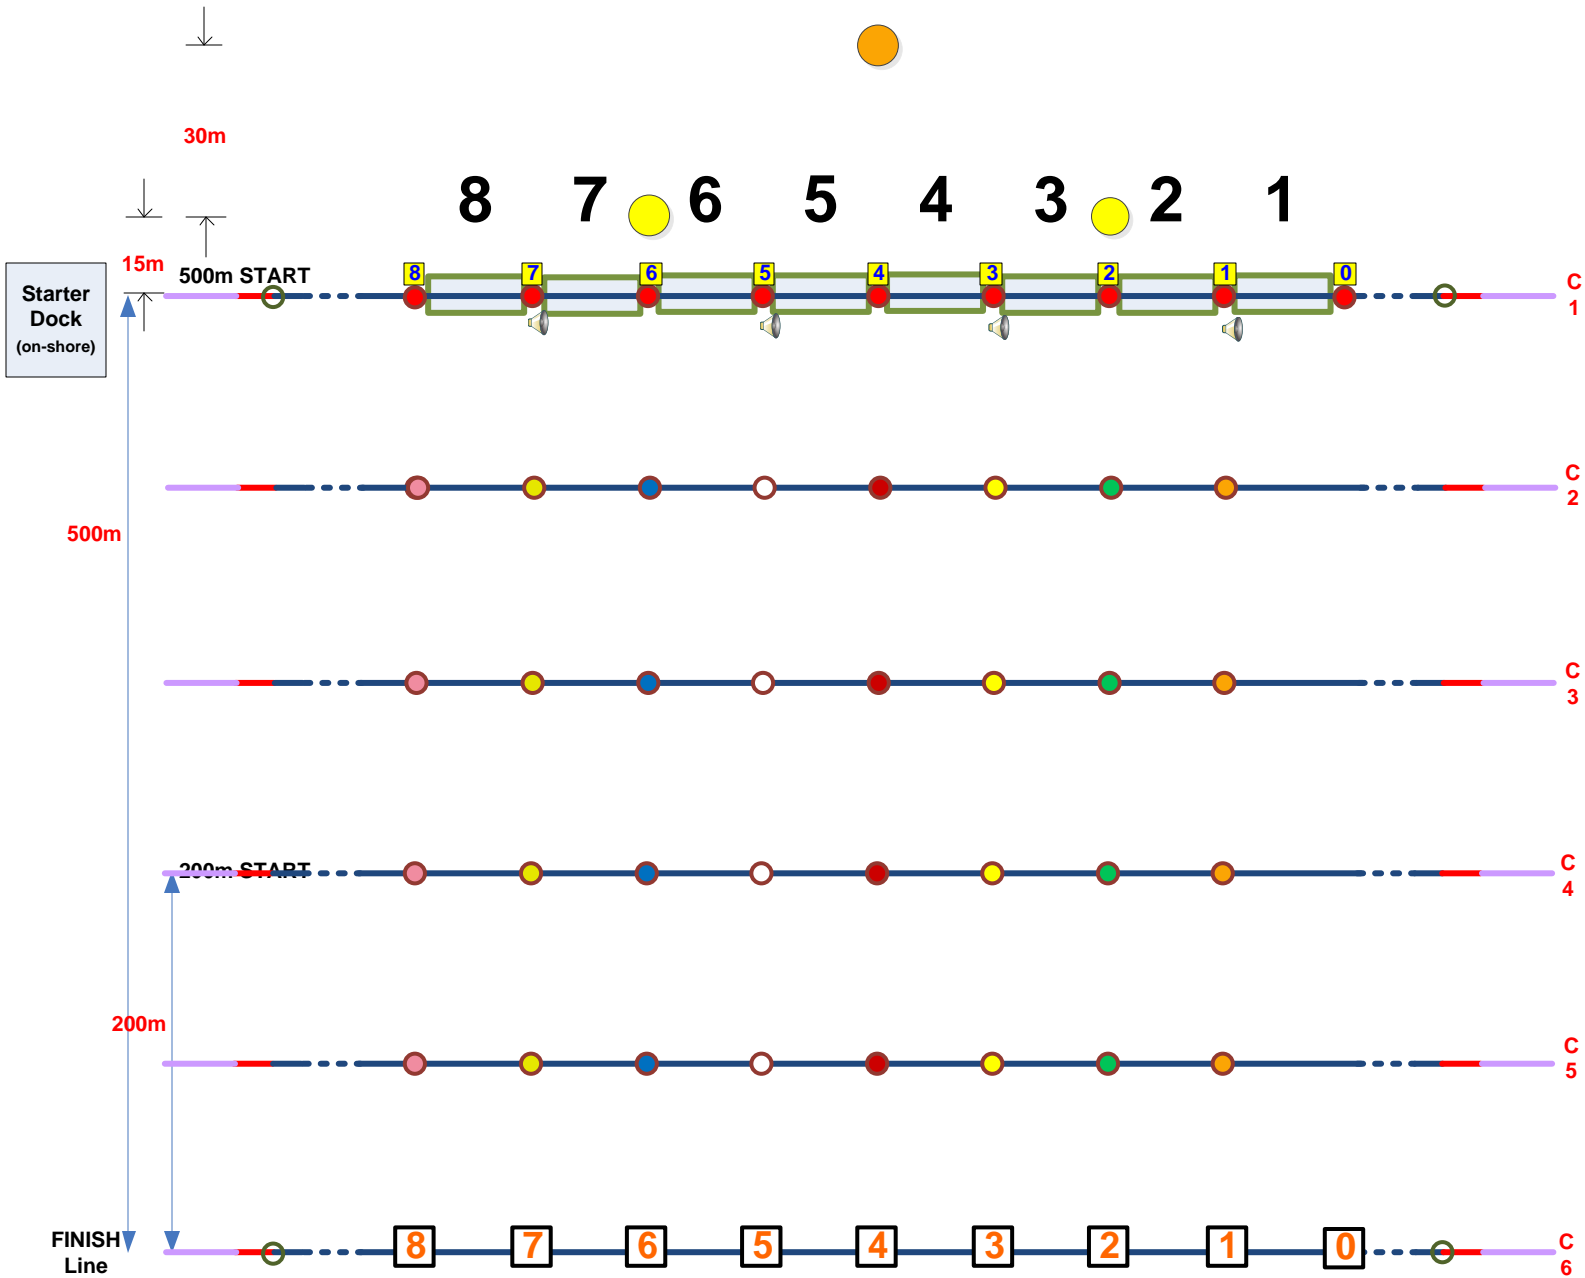 30m
8 7 6 5 4 3 2 1
15m
500m START
8 7 6 5 4 3 2 1 0
C
1
Starter
Dock
(on-shore)
C
2
500m
C
3
200m START
C
4
200m
C
5
FINISH
Line
8 7 6 5 4 3 2 1 0
C
6